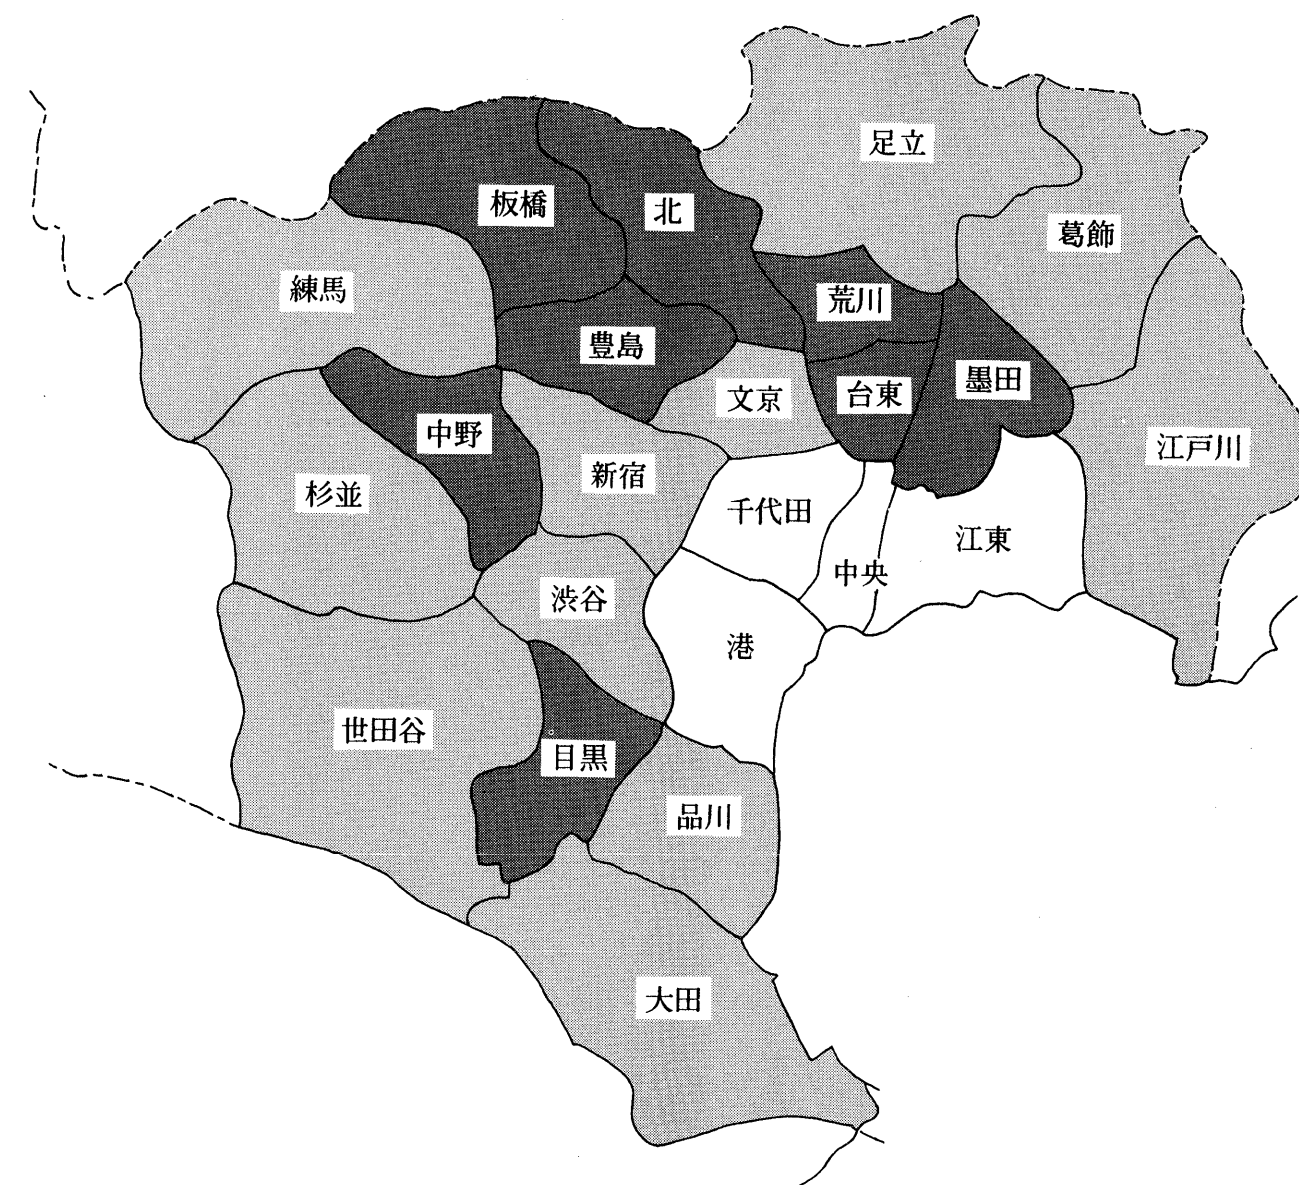 足立
板橋
北
葛飾
練馬
荒川
豊島
墨田
台東
文京
中野
江戸川
新宿
杉並
千代田
江東
中央
渋谷
港
世田谷
目黒
品川
大田